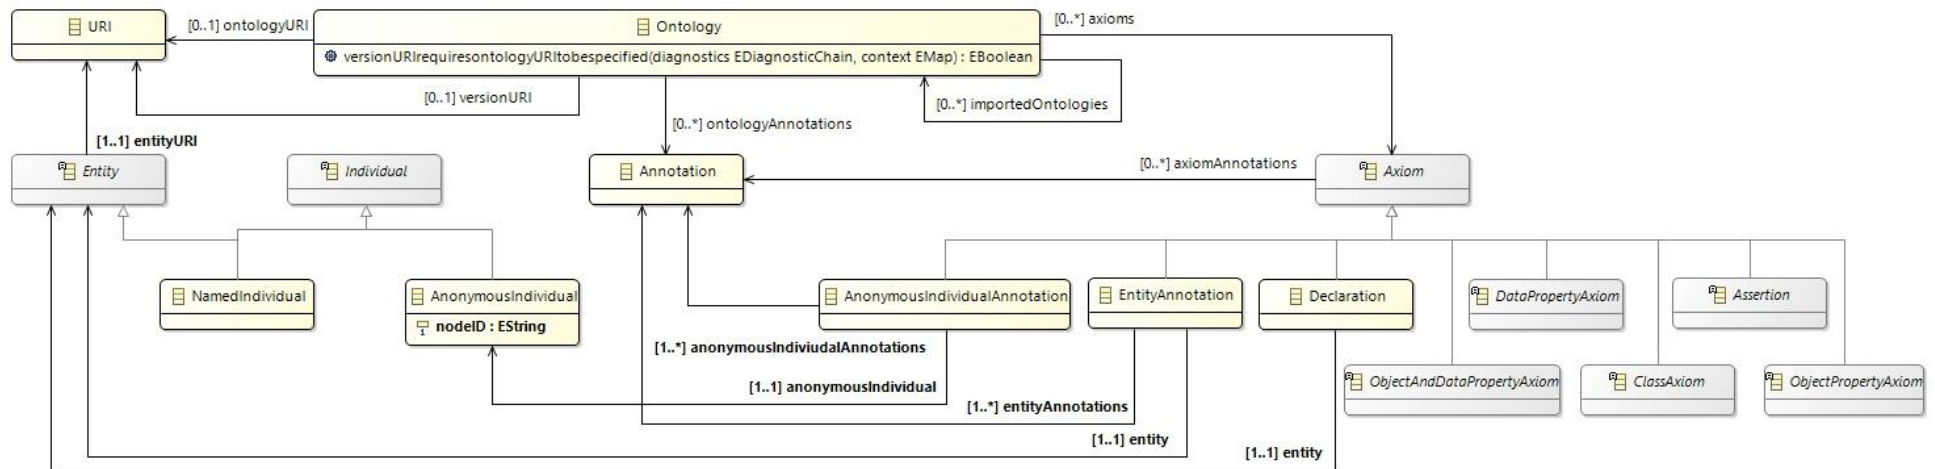 URI
[0..1] ontologyURI
Ontology
[0..*] axioms
versionURIrequiresontologyURItobespecified(diagnostics EDiagnosticChain, context EMap) : EBoolean
[0..1] versionURI
[0..*] importedOntologies
[0..*] ontologyAnnotations
[1..1] entityURI
Entity
Individual
Annotation
[0..*] axiomAnnotations
Axiom
NamedIndividual
AnonymousIndividual
nodeID : EString
AnonymousIndividualAnnotation
EntityAnnotation
Declaration
DataPropertyAxiom
Assertion
[1..*] anonymousIndiviudalAnnotations
[1..1] anonymousIndividual
[1..*] entityAnnotations
ObjectAndDataPropertyAxiom
ClassAxiom
ObjectPropertyAxiom
[1..1] entity
[1..1] entity